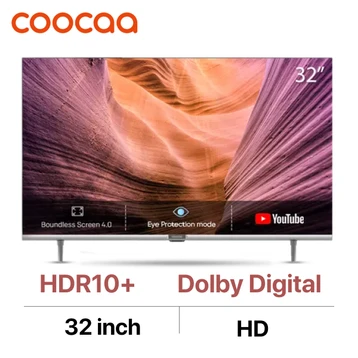 coocaa
32"
Boundless Screen 4.0
Eye Protection mode
YouTube
HDR10+ Dolby Digital
32 inch HD